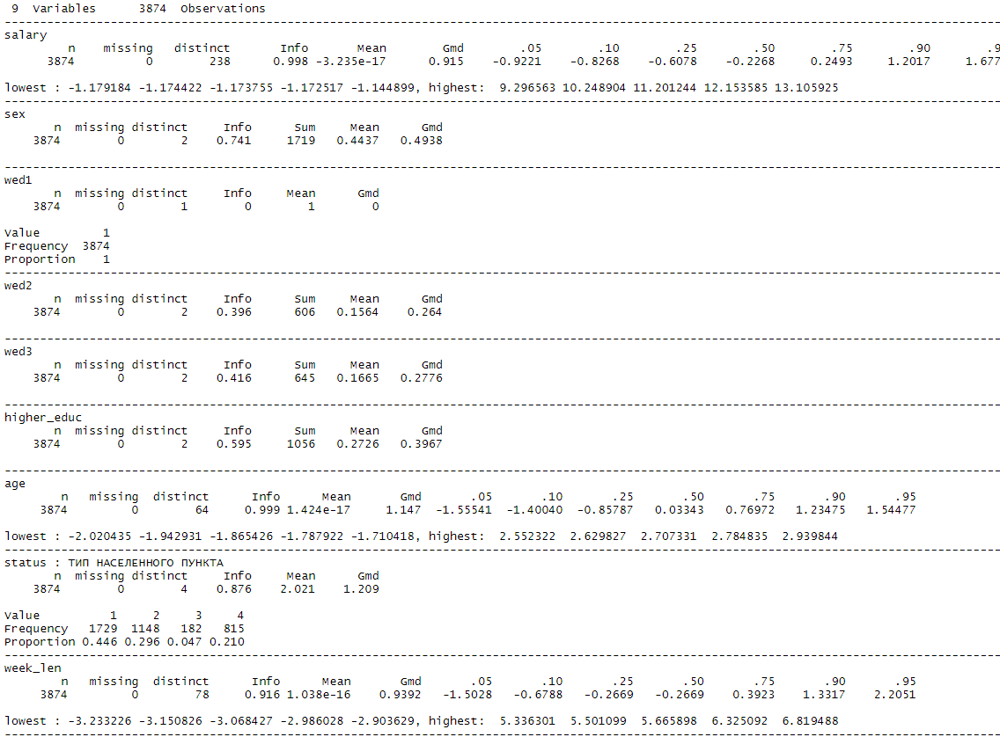 9 Variables 3874 Observations
--------------------------------------------------------------------------------
salary
n missing distinct Info Mean Gmd .05 .10 .25 .50 .75 .90 .9
3874 0 238 0.998 -3.235e-17 0.915 -0.9221 -0.8268 -0.6078 -0.2268 0.2493 1.2017 1.677
lowest : -1.179184 -1.174422 -1.173755 -1.172517 -1.144899, highest: 9.296563 10.248904 11.201244 12.153585 13.105925
--------------------------------------------------------------------------------
sex
n missing distinct Info Sum Mean Gmd
3874 0 2 0.741 1719 0.4437 0.4938
--------------------------------------------------------------------------------
wed1
n missing distinct Info Mean Gmd
3874 0 1 0 1 0
Value 1
Frequency 3874
Proportion 1
--------------------------------------------------------------------------------
wed2
n missing distinct Info Sum Mean Gmd
3874 0 2 0.396 606 0.1564 0.264
--------------------------------------------------------------------------------
wed3
n missing distinct Info Sum Mean Gmd
3874 0 2 0.416 645 0.1665 0.2776
--------------------------------------------------------------------------------
higher_educ
n missing distinct Info Sum Mean Gmd
3874 0 2 0.595 1056 0.2726 0.3967
--------------------------------------------------------------------------------
age
n missing distinct Info Mean Gmd .05 .10 .25 .50 .75 .90 .95
3874 0 64 0.999 1.424e-17 1.147 -1.55541 -1.40040 -0.85787 0.03343 0.76972 1.23475 1.54477
lowest : -2.020435 -1.942931 -1.865426 -1.787922 -1.710418, highest: 2.552322 2.629827 2.707331 2.784835 2.939844
--------------------------------------------------------------------------------
status : ТИП НАСЕЛЕННОГО ПУНКТА
n missing distinct Info Mean Gmd
3874 0 4 0.876 2.021 1.209
Value 1 2 3 4
Frequency 1729 1148 182 815
Proportion 0.446 0.296 0.047 0.210
--------------------------------------------------------------------------------
week_len
n missing distinct Info Mean Gmd .05 .10 .25 .50 .75 .90 .95
3874 0 78 0.916 1.038e-16 0.9392 -1.5028 -0.6788 -0.2669 -0.2669 0.3923 1.3317 2.2051
lowest : -3.233226 -3.150826 -3.068427 -2.986028 -2.903629, highest: 5.336301 5.501099 5.665898 6.325092 6.819488
--------------------------------------------------------------------------------